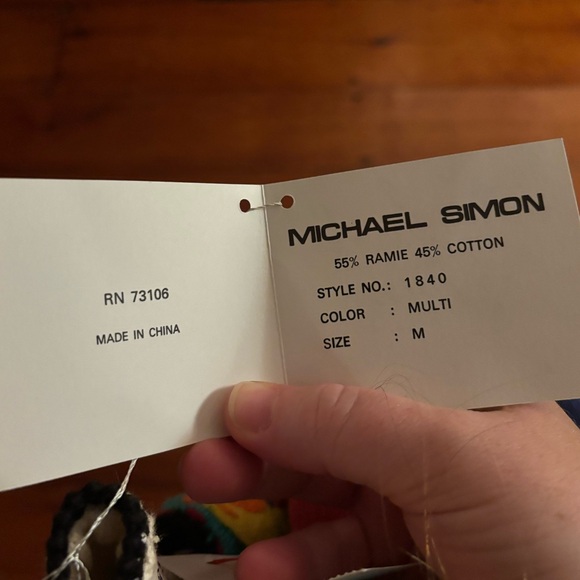 RN 73106
MADE IN CHINA
MICHAEL SIMON
55% RAMIE 45% COTTON
STYLE NO.: 1840
COLOR : MULTI
SIZE : M